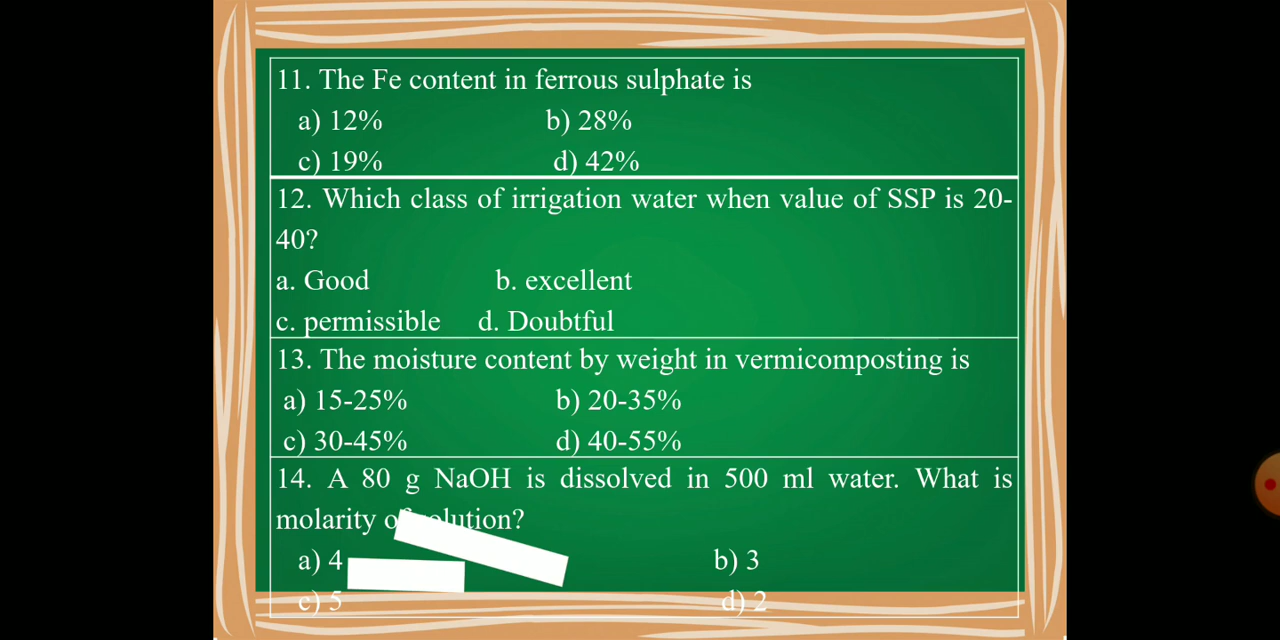 11. The Fe content in ferrous sulphate is
a) 12% b) 28%
c) 19% d) 42%
12. Which class of irrigation water when value of SSP is 20-
40?
a. Good b. excellent
c. permissible d. Doubtful
13. The moisture content by weight in vermicomposting is
a) 15-25% b) 20-35%
c) 30-45% d) 40-55%
14. A 80 g NaOH is dissolved in 500 ml water. What is
molarity of solution?
a) 4 b) 3
c) 5 d) 2